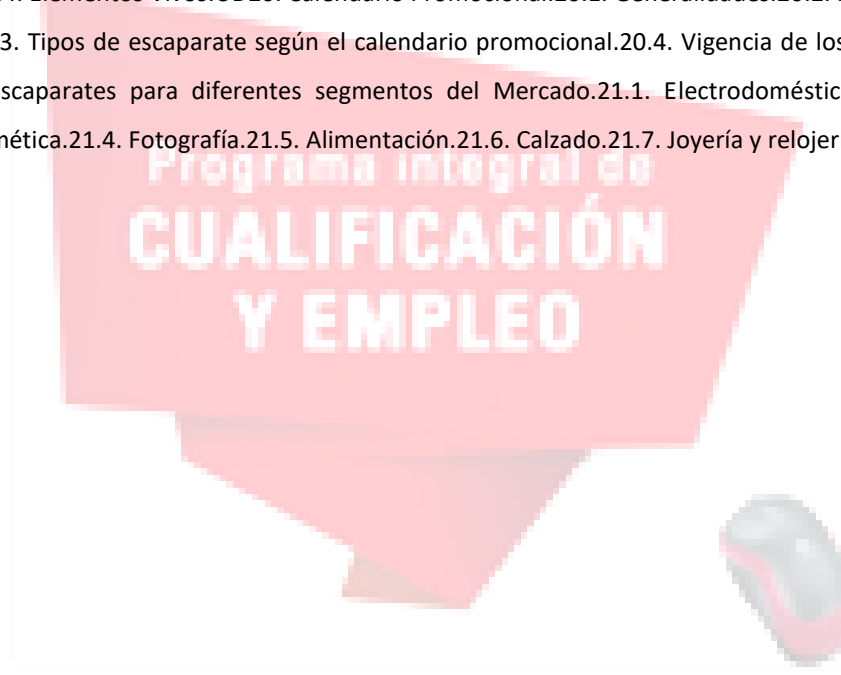 3. Tipos de escaparate según el calendario promocional.20.4. Vigencia de los
scaparates para diferentes segmentos del Mercado.21.1. Electrodoméstic
mética.21.4. Fotografía.21.5. Alimentación.21.6. Calzado.21.7. Joyería y relojer
Programa integral de
CUALIFICACIÓN
Y EMPLEO